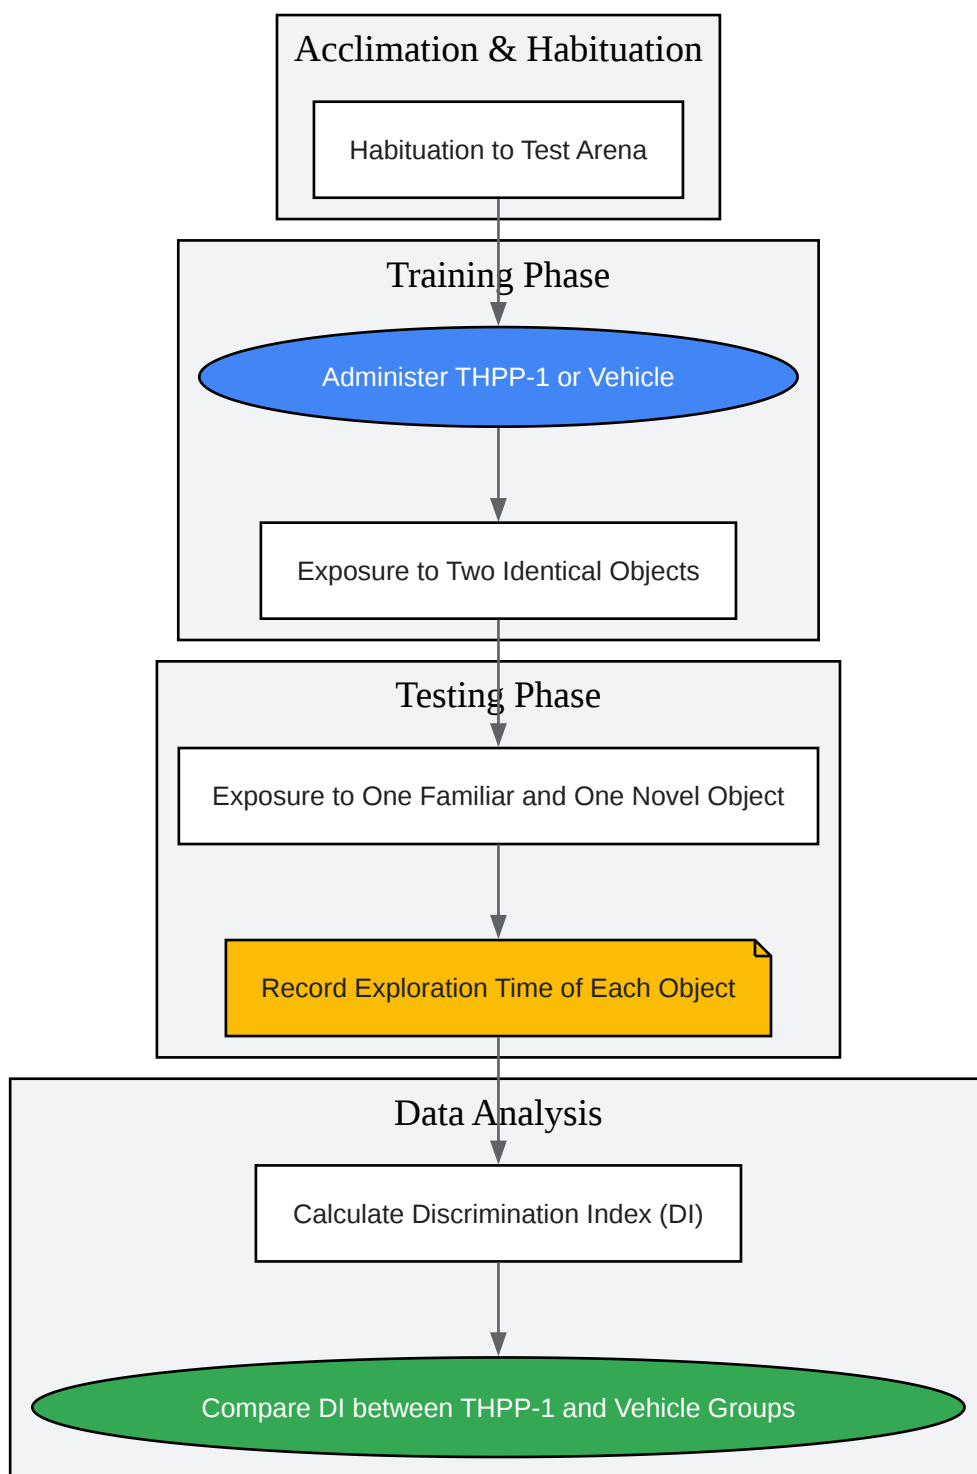 Acclimation & Habituation
Habituation to Test Arena
Training Phase
Administer THPP-1 or Vehicle
Exposure to Two Identical Objects
Testing Phase
Exposure to One Familiar and One Novel Object
Record Exploration Time of Each Object
Data Analysis
Calculate Discrimination Index (DI)
Compare DI between THPP-1 and Vehicle Groups